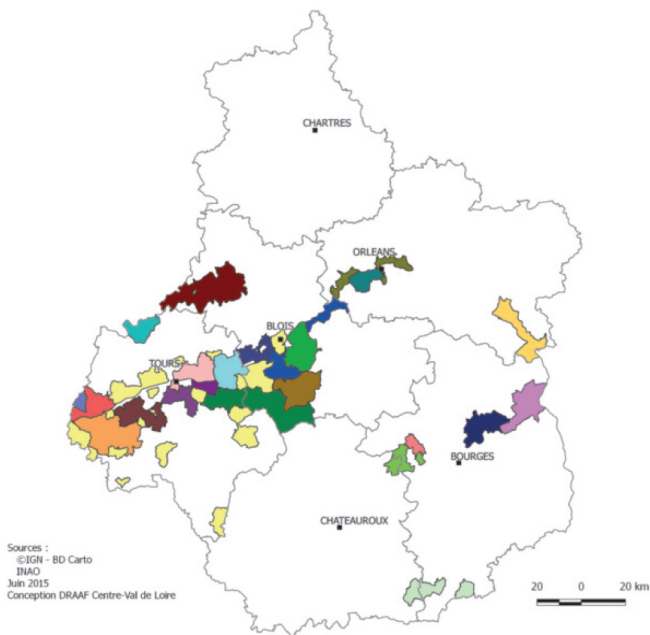 CHARTRES
ORLEANS
BLOIS
TOURS
BOURGES
CHATEAUROUX
Sources :
©IGN - BD Carto
INAO
Juin 2015
Conception DRAAF Centre-Val de Loire
20 0 20 km